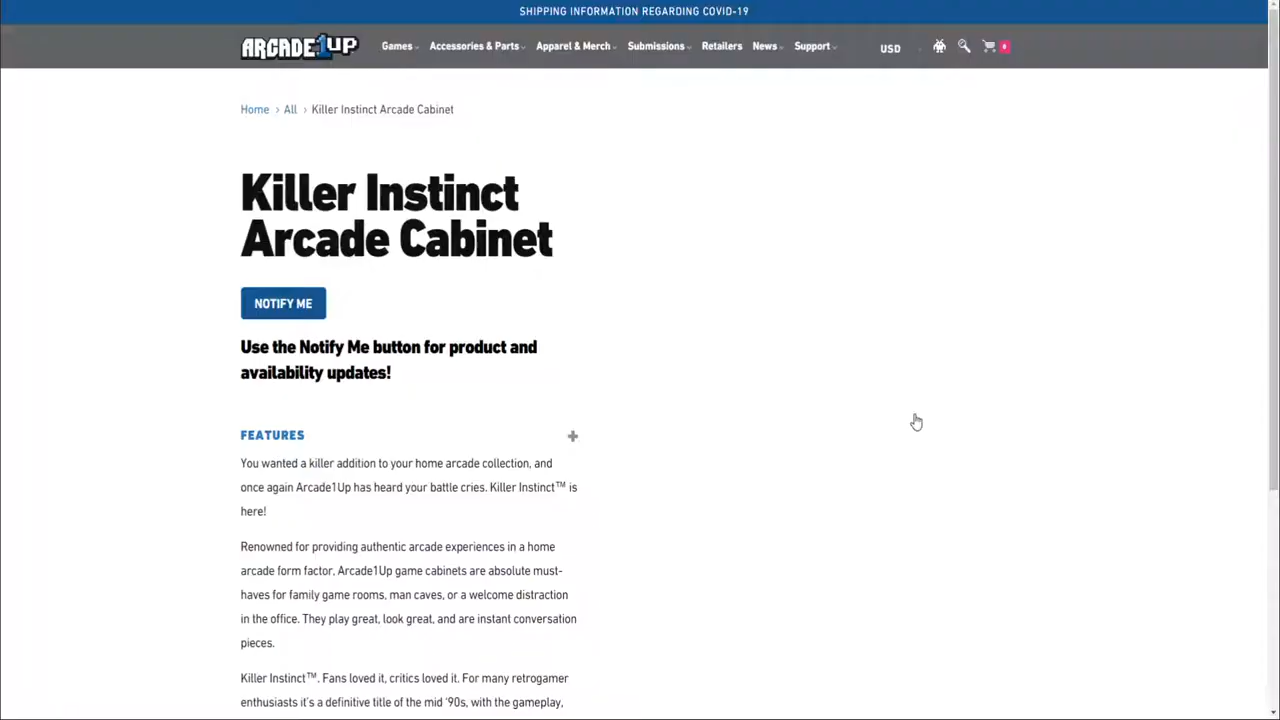 SHIPPING INFORMATION REGARDING COVID-19
ARCADE1UP Games Accessories & Parts Apparel & Merch Submissions Retailers News Support USD 0
Home › All › Killer Instinct Arcade Cabinet
Killer Instinct
Arcade Cabinet
NOTIFY ME
Use the Notify Me button for product and
availability updates!
FEATURES +
You wanted a killer addition to your home arcade collection, and
once again Arcade1Up has heard your battle cries. Killer Instinct™ is
here!
Renowned for providing authentic arcade experiences in a home
arcade form factor, Arcade1Up game cabinets are absolute must-
haves for family game rooms, man caves, or a welcome distraction
in the office. They play great, look great, and are instant conversation
pieces.
Killer Instinct™. Fans loved it, critics loved it. For many retrogamer
enthusiasts it's a definitive title of the mid '90s, with the gameplay,